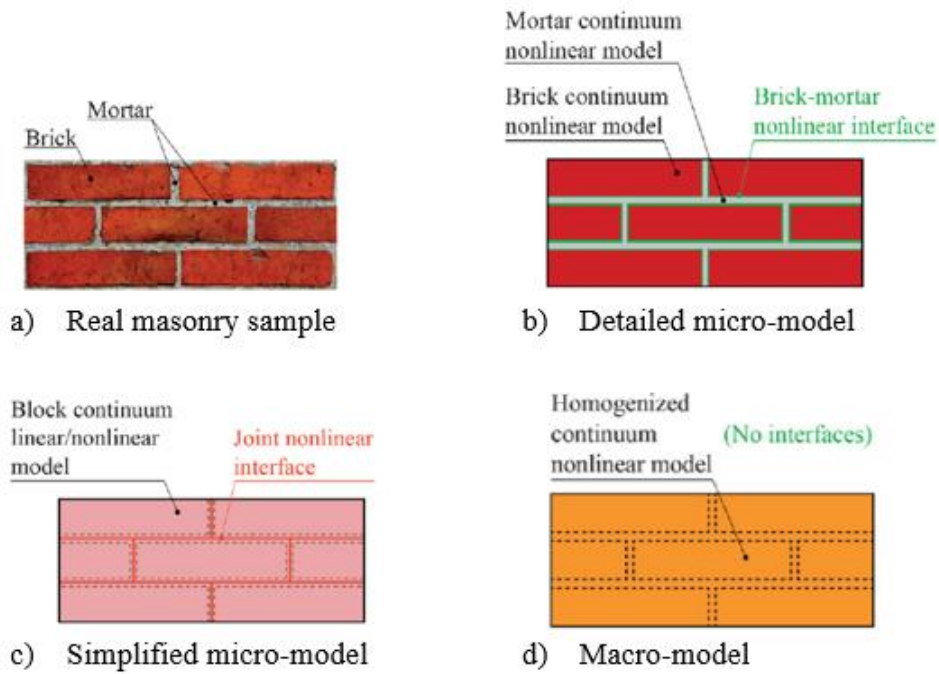 Mortar
Brick
a) Real masonry sample
Mortar continuum
nonlinear model
Brick continuum
nonlinear model
Brick-mortar
nonlinear interface
b) Detailed micro-model
Block continuum
linear/nonlinear
model
Joint nonlinear
interface
c) Simplified micro-model
Homogenized
continuum
nonlinear model
(No interfaces)
d) Macro-model